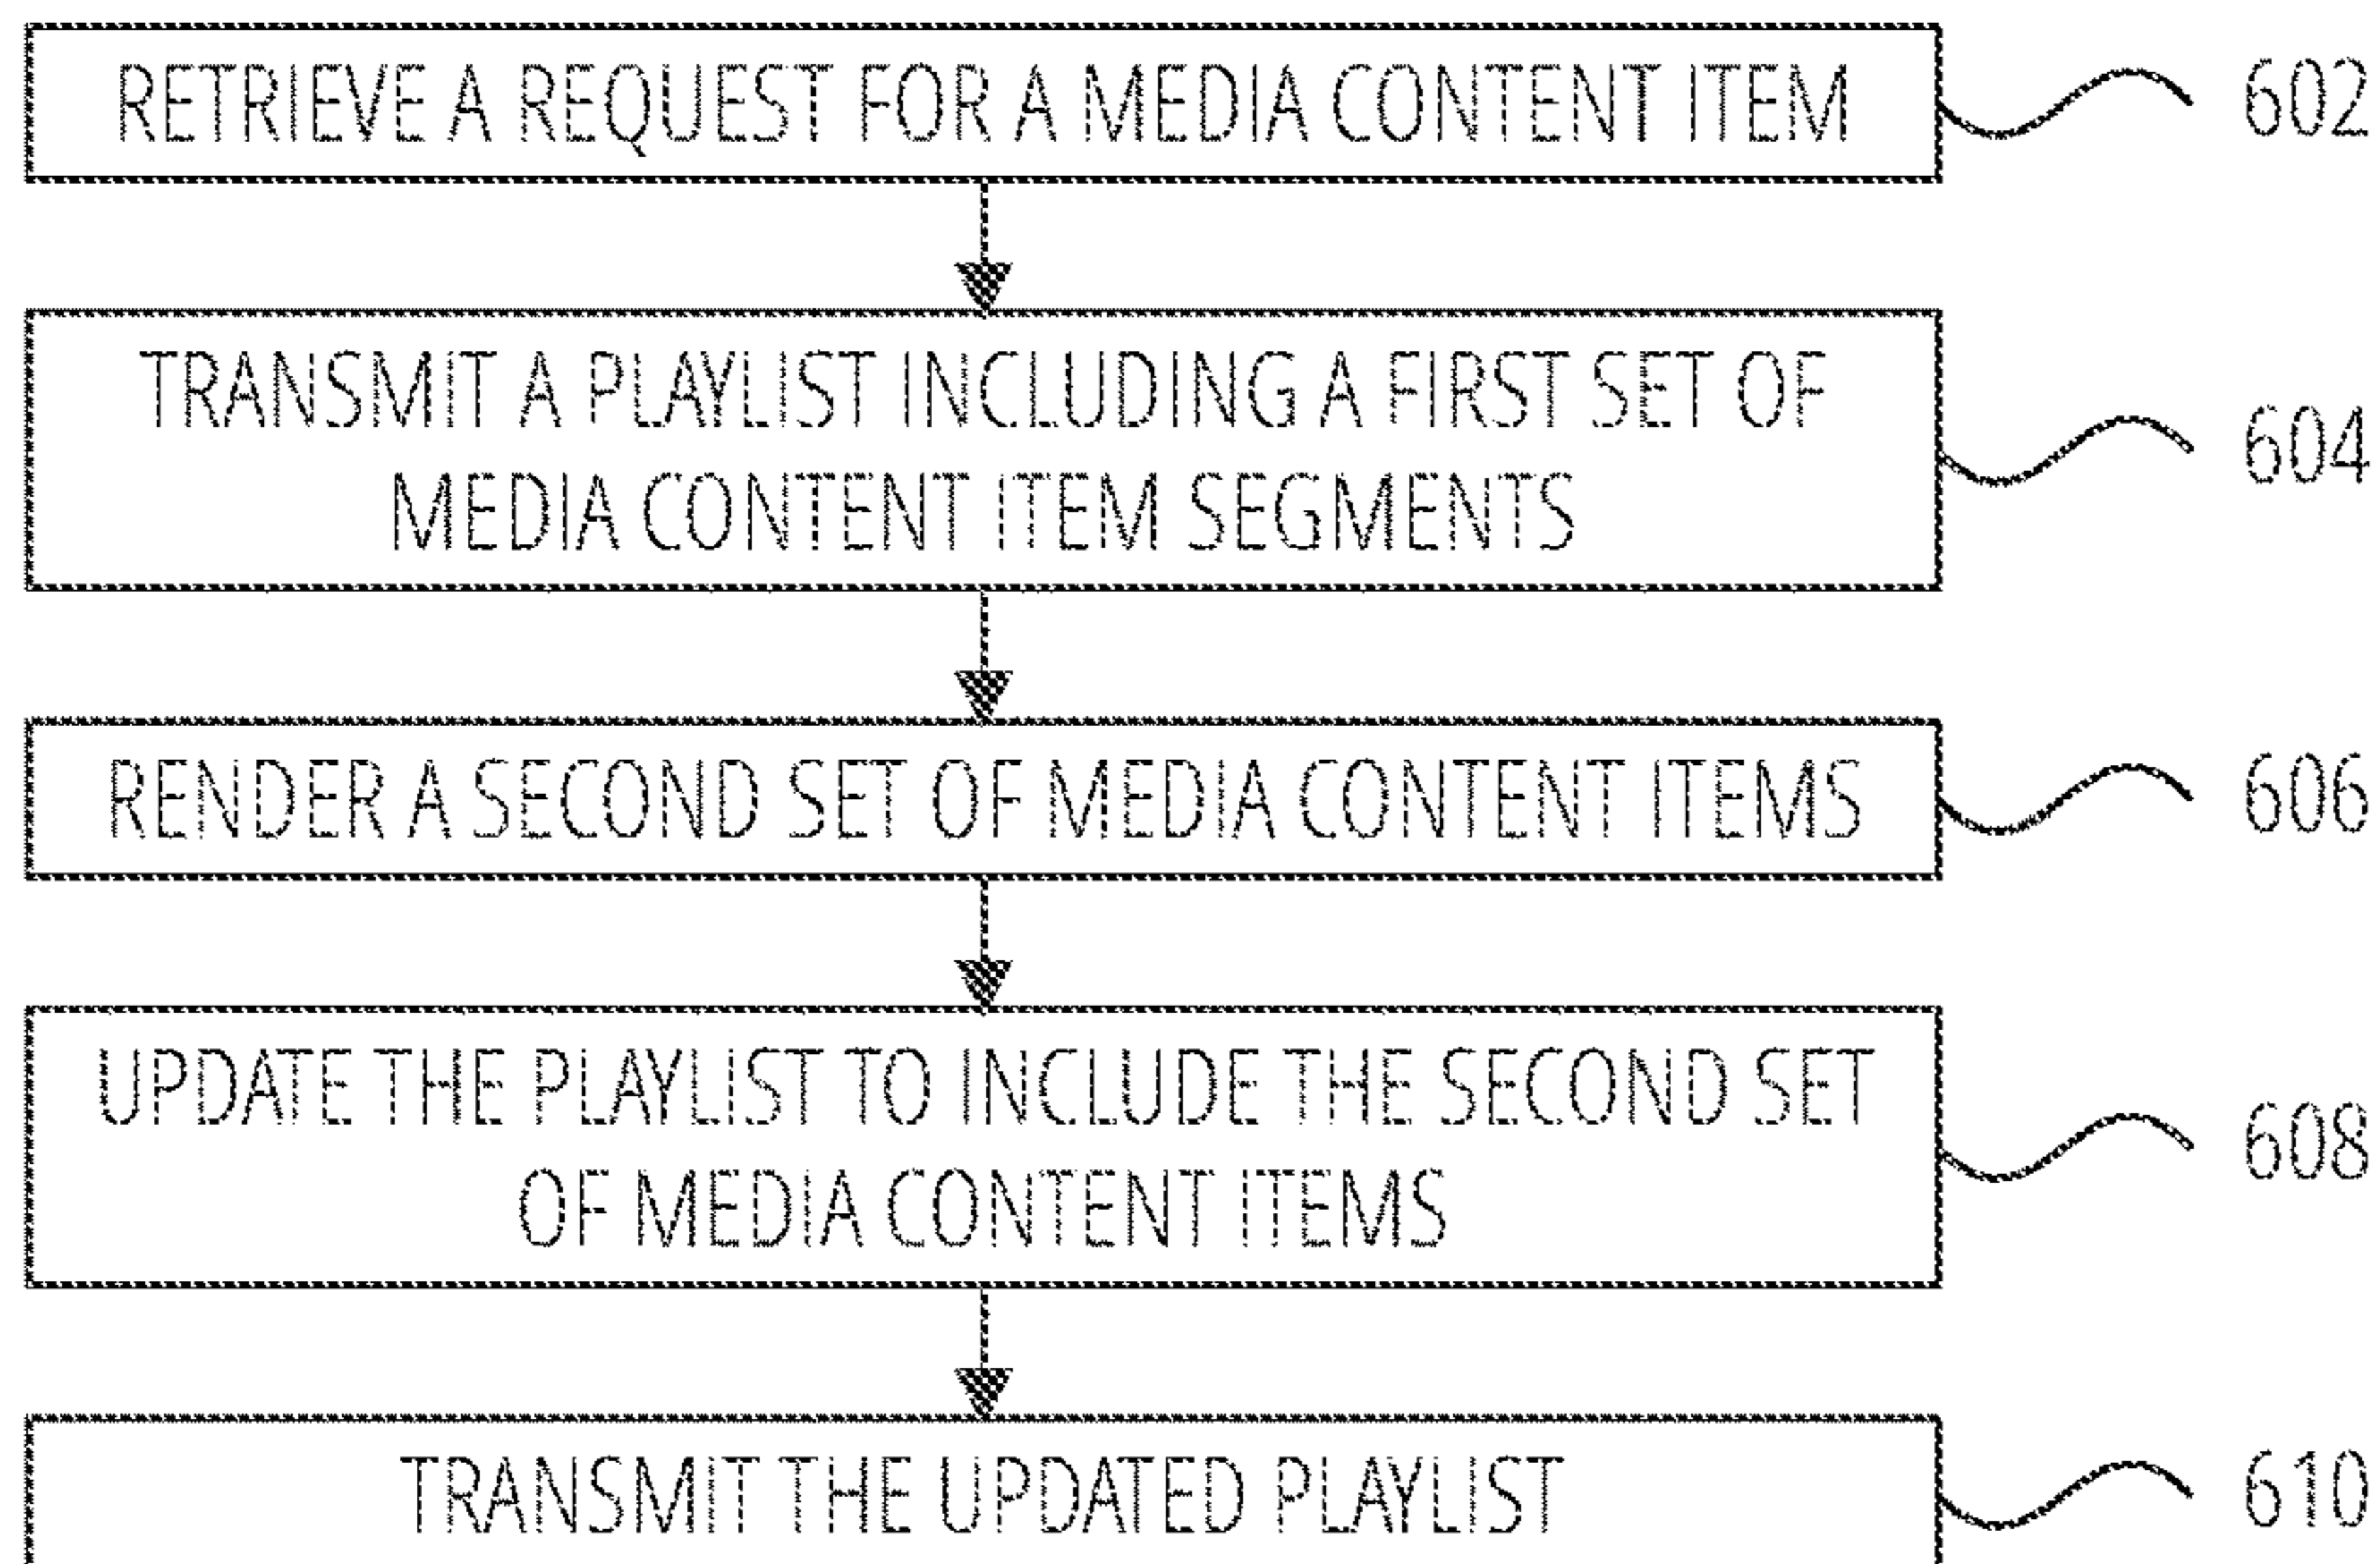 RETRIEVE A REQUEST FOR A MEDIA CONTENT ITEM
602
TRANSMIT A PLAYLIST INCLUDING A FIRST SET OF
MEDIA CONTENT ITEM SEGMENTS
604
RENDER A SECOND SET OF MEDIA CONTENT ITEMS
606
UPDATE THE PLAYLIST TO INCLUDE THE SECOND SET
OF MEDIA CONTENT ITEMS
608
TRANSMIT THE UPDATED PLAYLIST
610